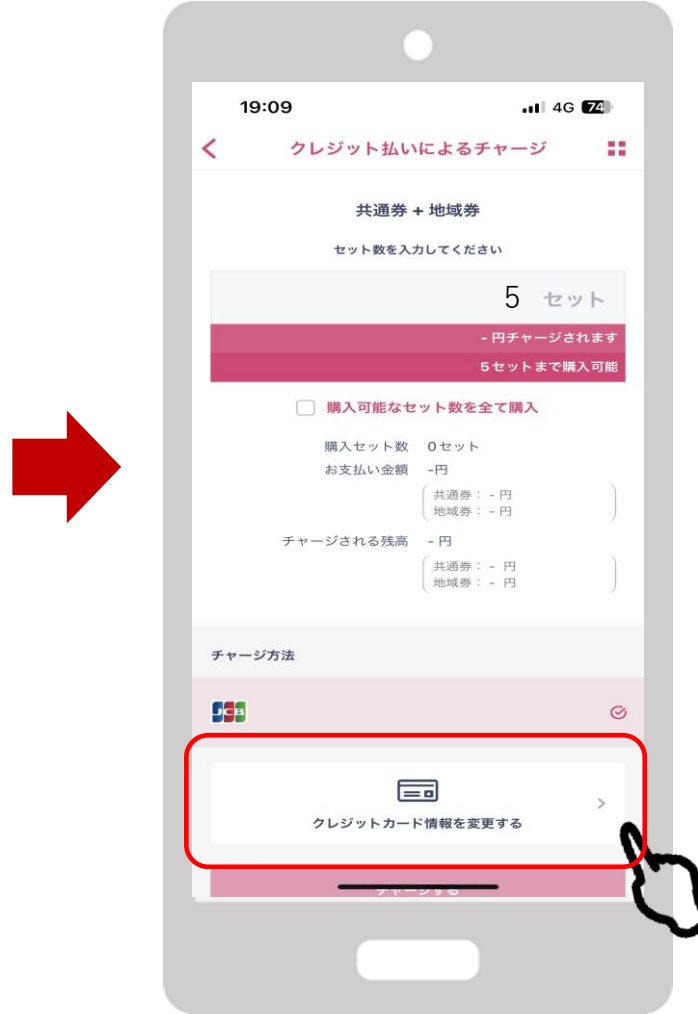 19:09 4G 74
クレジット払いによるチャージ
共通券 + 地域券
セット数を入力してください
5 セット
- 円チャージされます
5セットまで購入可能
購入可能なセット数を全て購入
購入セット数 0セット
お支払い金額 -円
共通券： - 円
地域券： - 円
チャージされる残高 - 円
共通券： - 円
地域券： - 円
チャージ方法
JCB
クレジットカード情報を変更する
チャージする